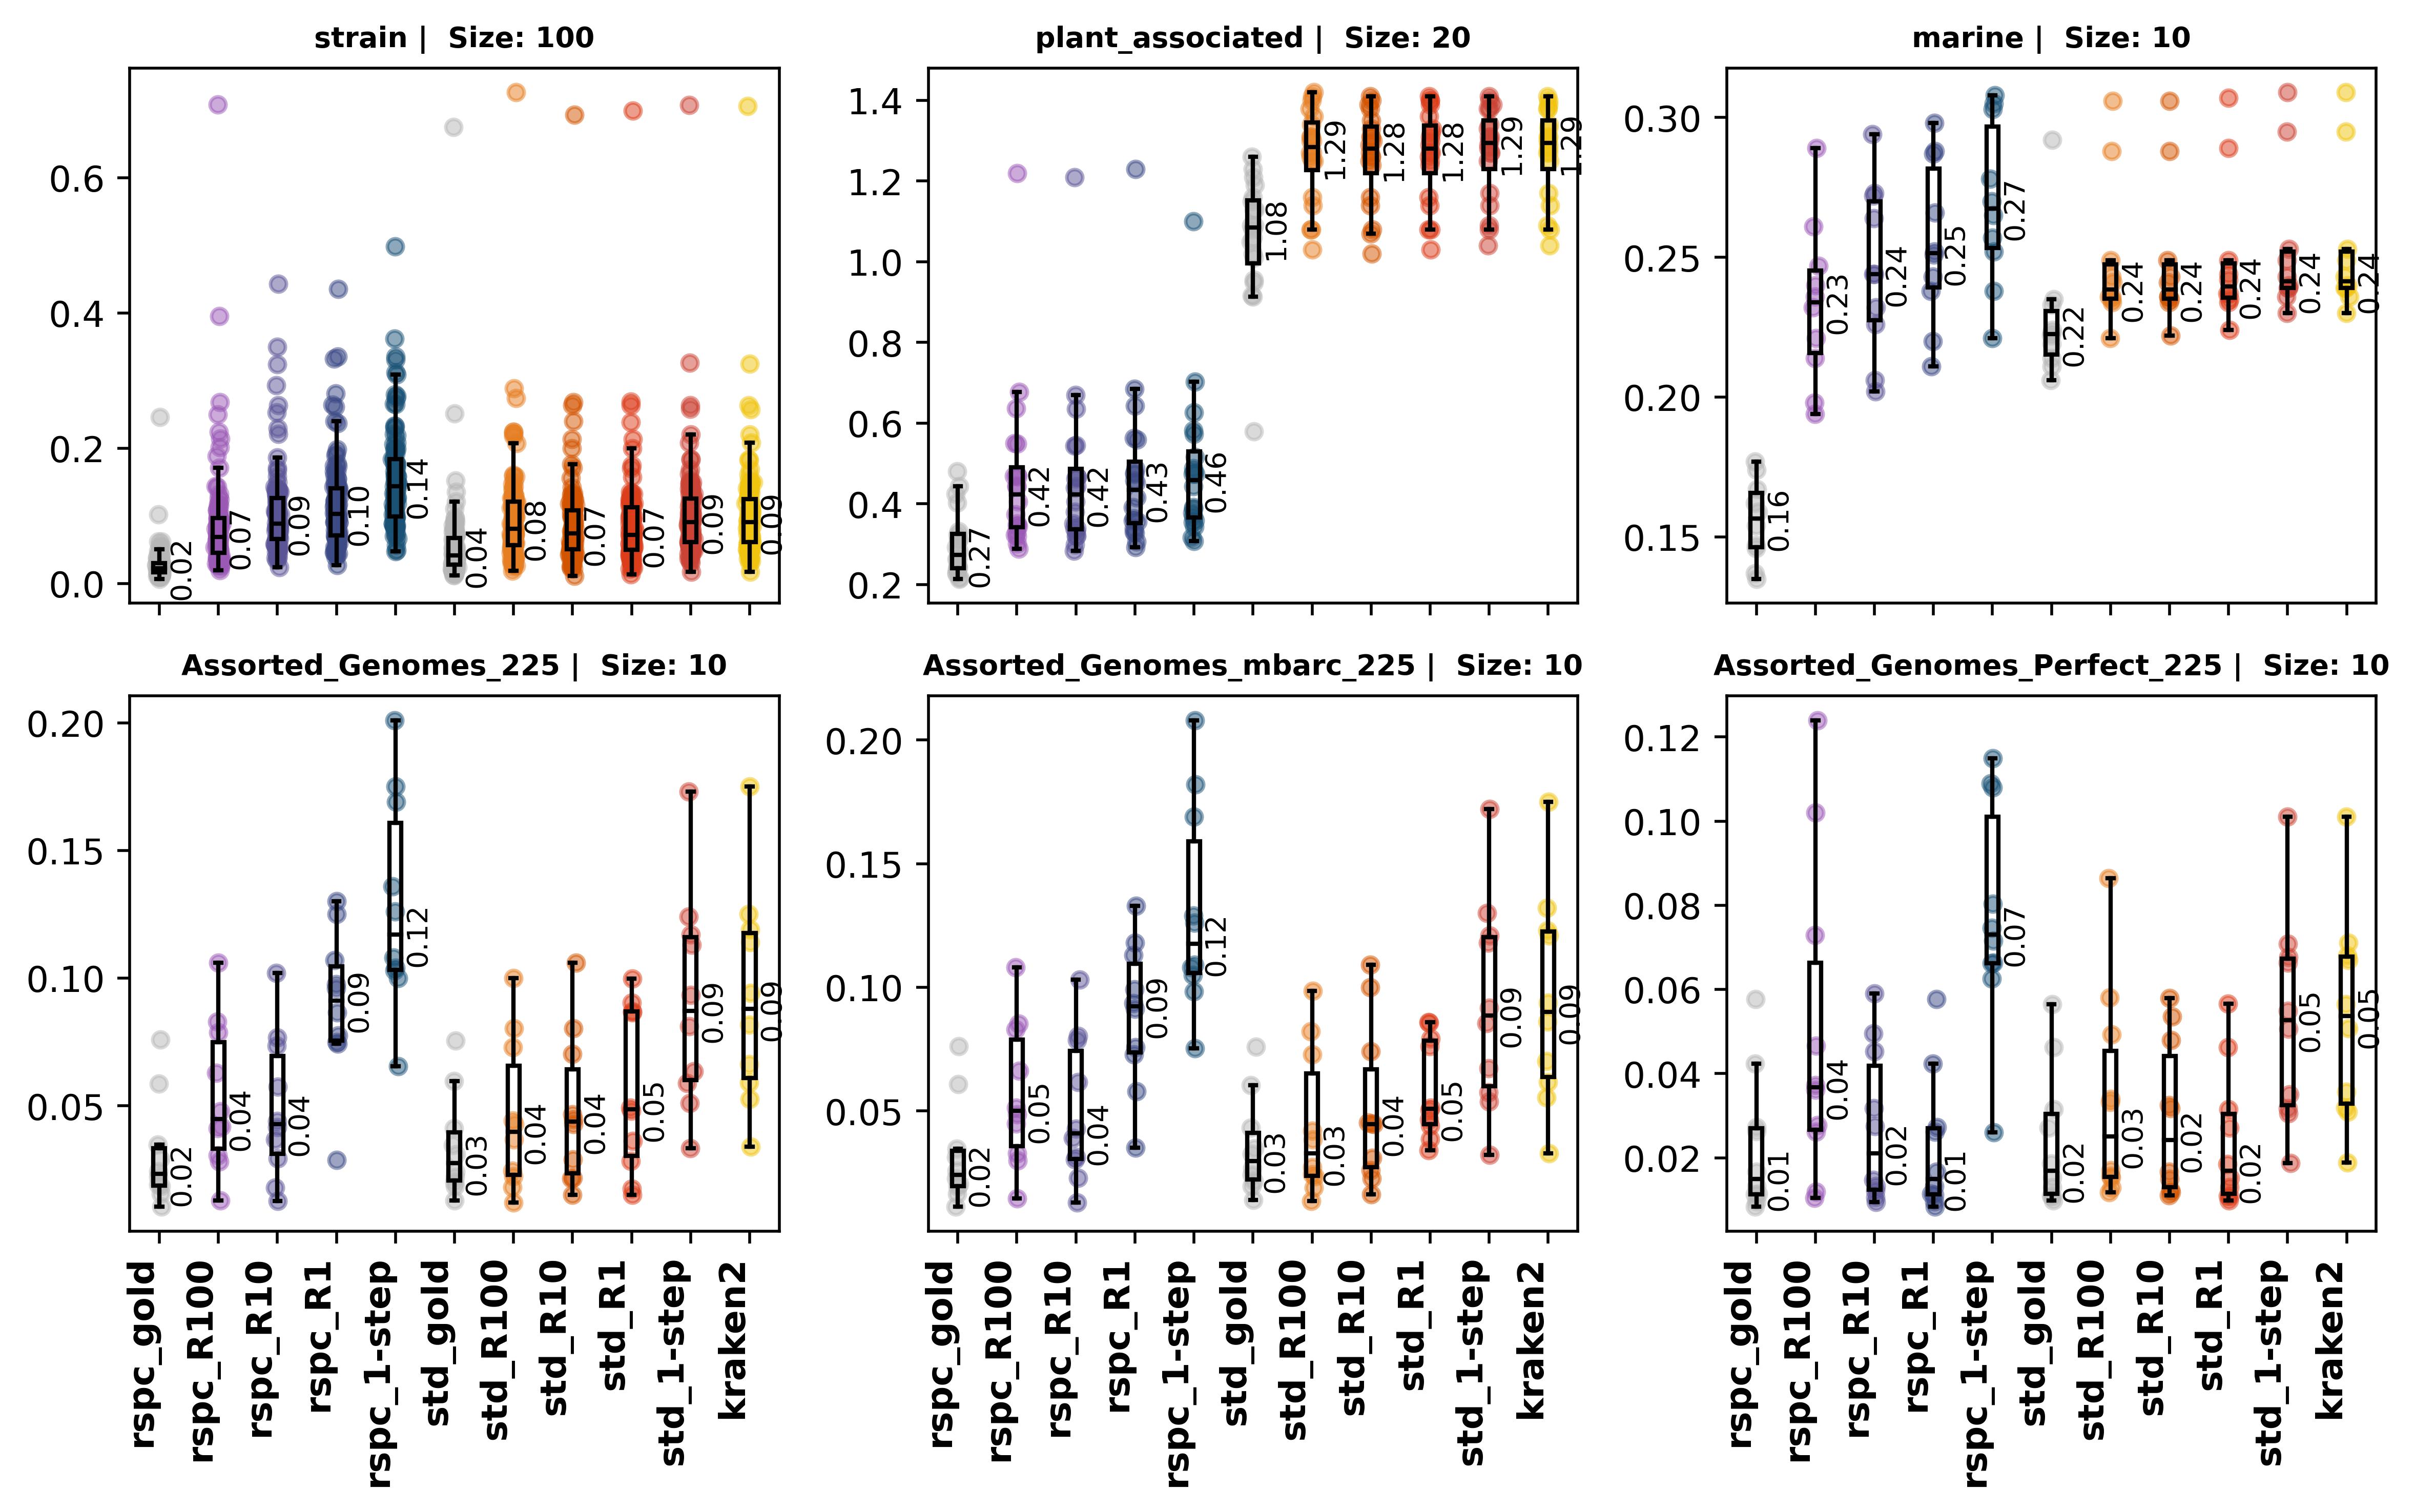 strain |  Size: 100
0.6
0.4
0.2
0.0
0.02
0.07
0.09
0.10
0.14
0.04
0.08
0.07
0.07
0.09
0.09
plant_associated |  Size: 20
1.4
1.2
1.0
0.8
0.6
0.4
0.2
0.27
0.42
0.42
0.43
0.46
1.08
1.29
1.28
1.28
1.29
1.29
marine |  Size: 10
0.30
0.25
0.20
0.15
0.16
0.23
0.24
0.25
0.27
0.22
0.24
0.24
0.24
0.24
0.24
Assorted_Genomes_225 |  Size: 10
0.20
0.15
0.10
0.05
0.02
0.04
0.04
0.09
0.12
0.03
0.04
0.04
0.05
0.09
0.09
rspc_gold
rspc_R100
rspc_R10
rspc_R1
rspc_1-step
std_gold
std_R100
std_R10
std_R1
std_1-step
kraken2
Assorted_Genomes_mbarc_225 |  Size: 10
0.20
0.15
0.10
0.05
0.02
0.05
0.04
0.09
0.12
0.03
0.03
0.04
0.05
0.09
0.09
rspc_gold
rspc_R100
rspc_R10
rspc_R1
rspc_1-step
std_gold
std_R100
std_R10
std_R1
std_1-step
kraken2
Assorted_Genomes_Perfect_225 |  Size: 10
0.12
0.10
0.08
0.06
0.04
0.02
0.01
0.04
0.02
0.01
0.07
0.02
0.03
0.02
0.02
0.05
0.05
rspc_gold
rspc_R100
rspc_R10
rspc_R1
rspc_1-step
std_gold
std_R100
std_R10
std_R1
std_1-step
kraken2